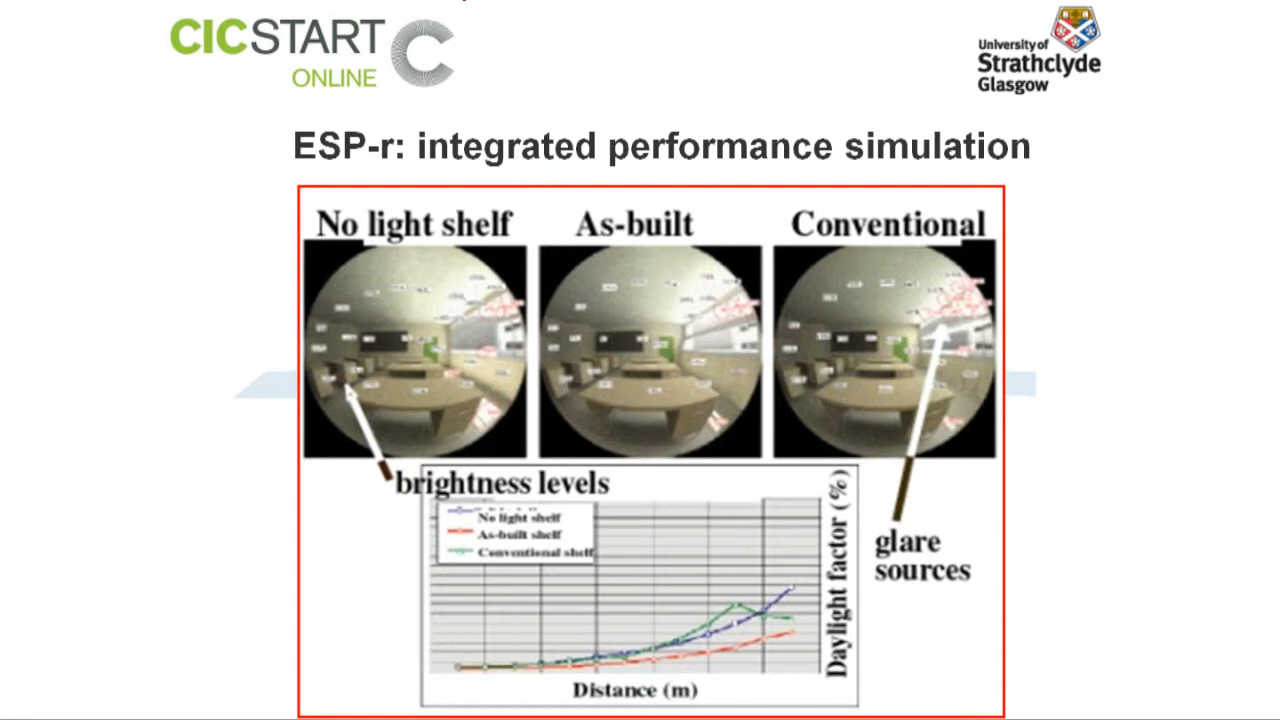 CICSTART
ONLINE
University of
Strathclyde
Glasgow
ESP-r: integrated performance simulation
No light shelf
As-built
Conventional
brightness levels
No light shelf
As-built shelf
Conventional shelf
Daylight factor (%)
glare
sources
Distance (m)